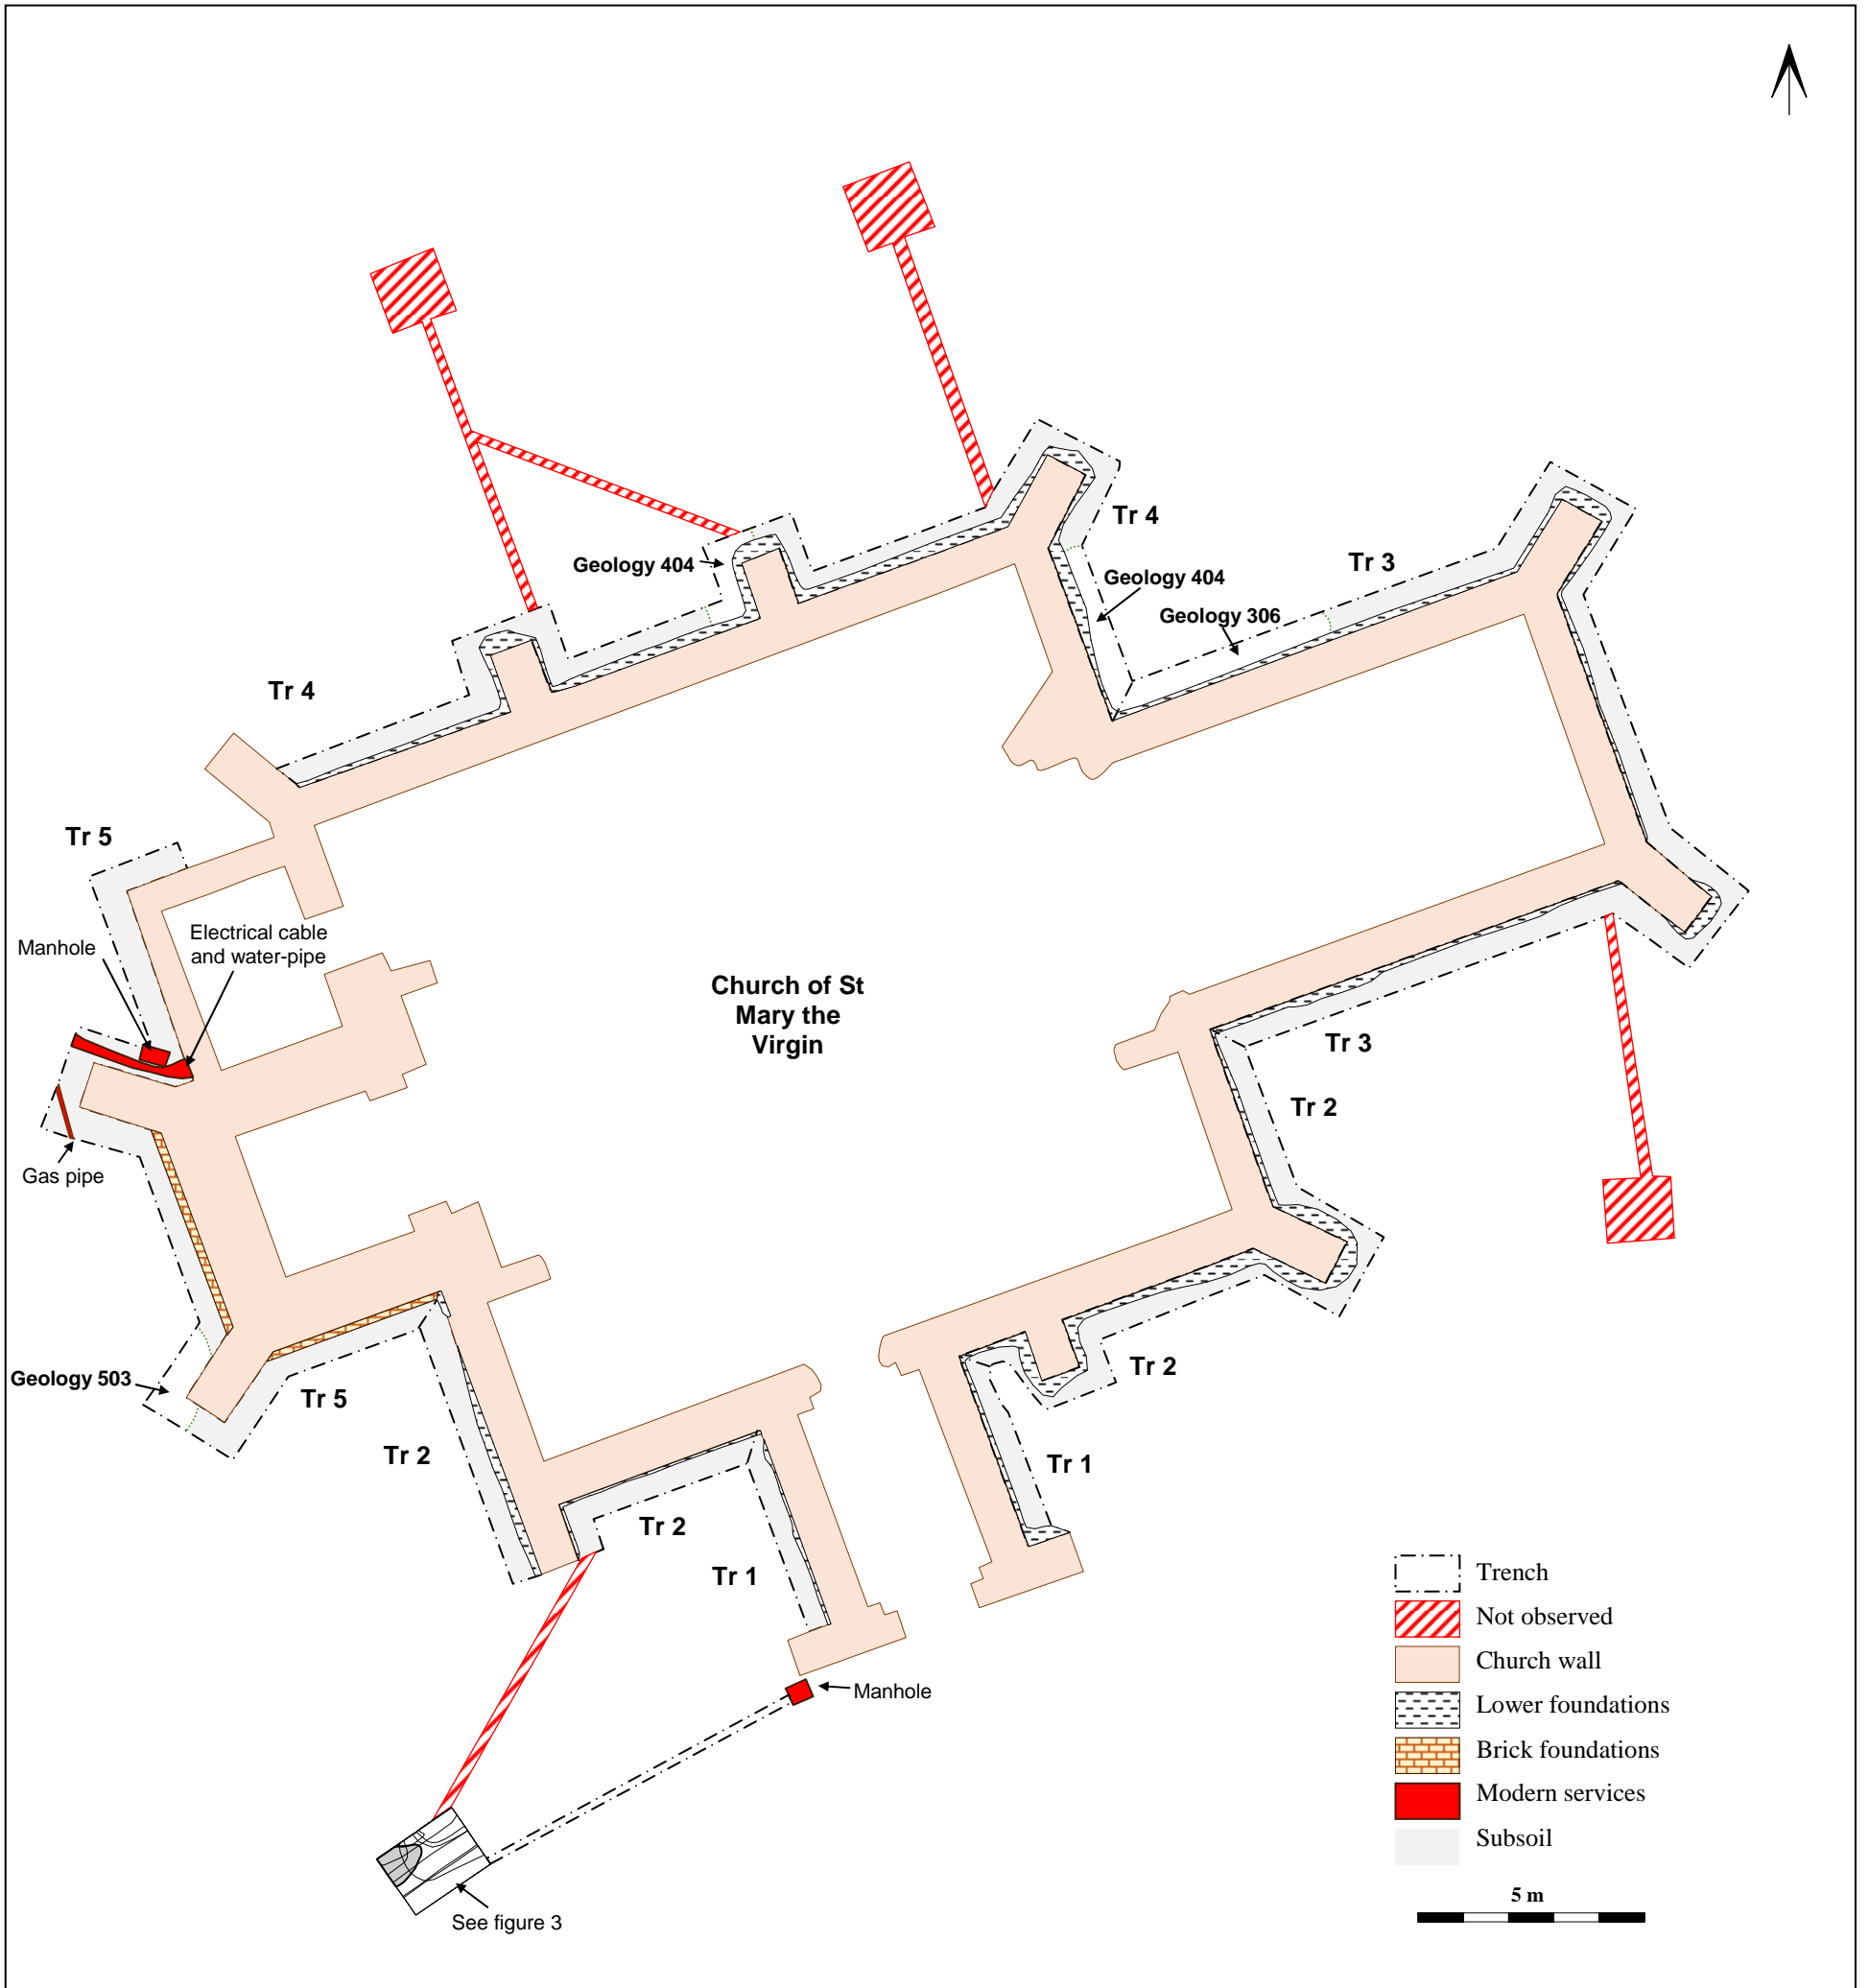 Tr 4
Geology 404
Tr 3
Geology 404
Geology 306
Tr 4
Tr 5
Manhole
Electrical cable
and water-pipe
Church of St
Mary the
Virgin
Tr 3
Tr 2
Gas pipe
Geology 503
Tr 5
Tr 2
Tr 2
Tr 1
Tr 2
Tr 1
Manhole
See figure 3
Trench
Not observed
Church wall
Lower foundations
Brick foundations
Modern services
Subsoil
5 m